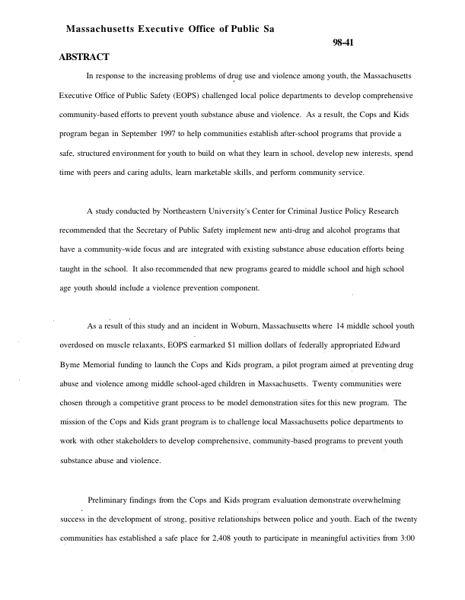 Massachusetts Executive Office of Public Sa
98-41
ABSTRACT
In response to the increasing problems of drug use and violence among youth, the Massachusetts
Executive Office of Public Safety (EOPS) challenged local police departments to develop comprehensive
community-based efforts to prevent youth substance abuse and violence. As a result, the Cops and Kids
program began in September 1997 to help communities establish after-school programs that provide a
safe, structured environment for youth to build on what they learn in school, develop new interests, spend
time with peers and caring adults, learn marketable skills, and perform community service.
A study conducted by Northeastern University's Center for Criminal Justice Policy Research
recommended that the Secretary of Public Safety implement new anti-drug and alcohol programs that
have a community-wide focus and are integrated with existing substance abuse education efforts being
taught in the school. It also recommended that new programs geared to middle school and high school
age youth should include a violence prevention component.
As a result of this study and an incident in Woburn, Massachusetts where 14 middle school youth
overdosed on muscle relaxants, EOPS earmarked $1 million dollars of federally appropriated Edward
Byrne Memorial funding to launch the Cops and Kids program, a pilot program aimed at preventing drug
abuse and violence among middle school-aged children in Massachusetts. Twenty communities were
chosen through a competitive grant process to be model demonstration sites for this new program. The
mission of the Cops and Kids grant program is to challenge local Massachusetts police departments to
work with other stakeholders to develop comprehensive, community-based programs to prevent youth
substance abuse and violence.
Preliminary findings from the Cops and Kids program evaluation demonstrate overwhelming
success in the development of strong, positive relationships between police and youth. Each of the twenty
communities has established a safe place for 2,408 youth to participate in meaningful activities from 3:00